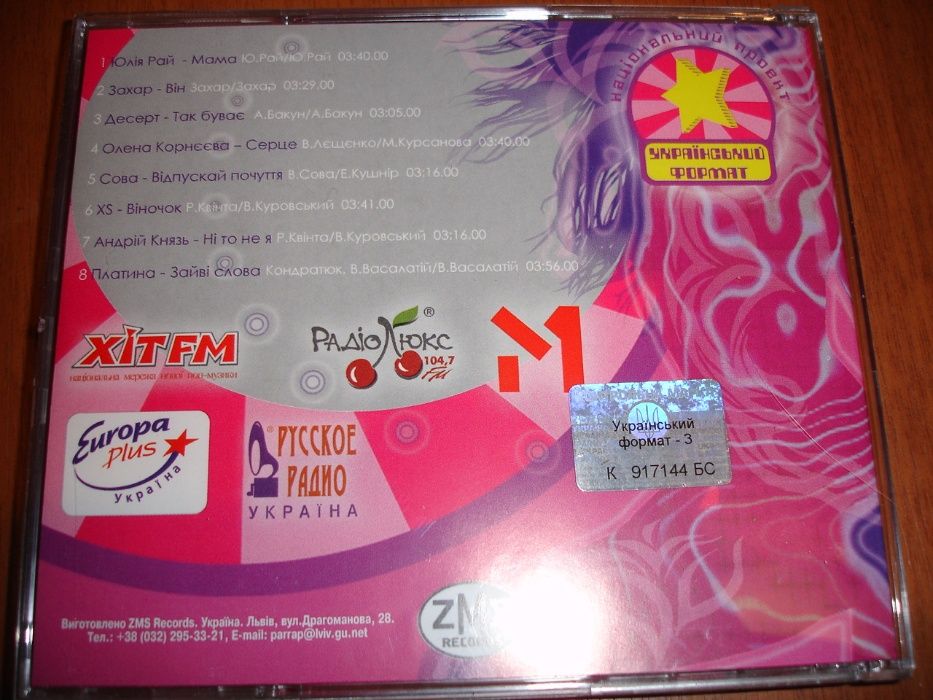 1 Юлія Рай - Мама Ю.Рай/Ю.Рай 03:40.00
2 Захар - Він Захар/Захар 03:29.00
3 Десерт - Так буває А.Бакун/А.Бакун 03:05.00
4 Олена Корнєєва – Серце В.Лєщєнко/М.Курсанова 03:40.00
5 Сова - Відпускай почуття В.Сова/Е.Кушнір 03:16.00
6 XS - Віночок Р.Квінта/В.Куровський 03:41.00
7 Андрій Князь - Ні то не я Р.Квінта/В.Куровський 03:16.00
8 Платина - Зайві слова Кондратюк. В.Васалатій/В.Васалатій 03:56.00
національний проект
УКРАЇНСЬКИЙ
ФОРМАТ
ХІТ FM
національна мережа нової поп-музики
Радіо Люкс ®
104,7
FM
М
Europa
plus
Україна
® РУССКОЕ
РАДИО
УКРАЇНА
Український
формат - 3
К 917144 БС
ZMS
RECORDS
Виготовлено ZMS Records. Україна. Львів, вул.Драгоманова, 28.
Тел.: +38 (032) 295-33-21, E-mail: parrap@lviv.gu.net